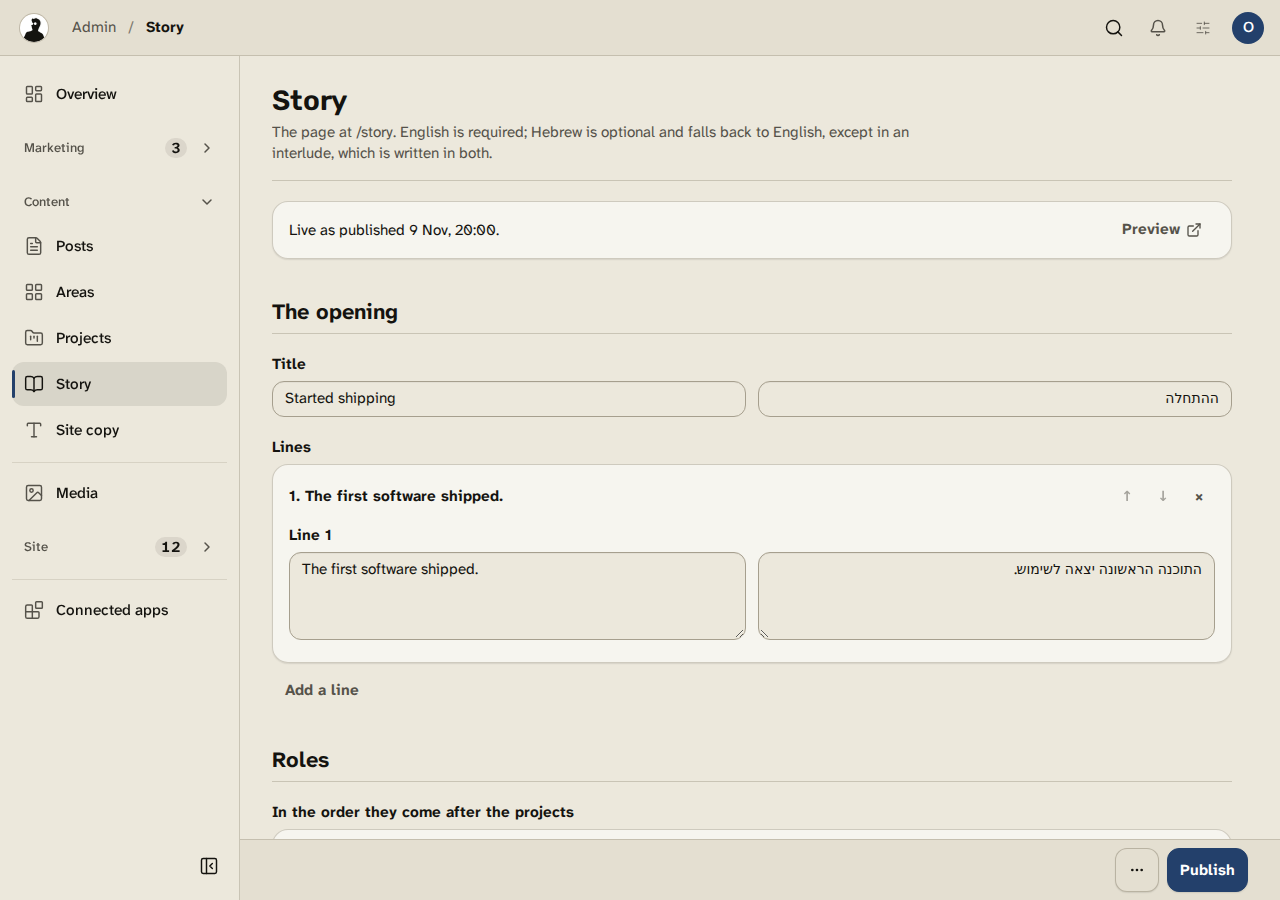 Admin / Story
O
Overview
Marketing 3
Content
Posts
Areas
Projects
Story
Site copy
Media
Site 12
Connected apps
Story
The page at /story. English is required; Hebrew is optional and falls back to English, except in an
interlude, which is written in both.
Live as published 9 Nov, 20:00.
Preview
The opening
Title
Started shipping
ההתחלה
Lines
1. The first software shipped.
↑ ↓ ×
Line 1
The first software shipped.
התוכנה הראשונה יצאה לשימוש.
Add a line
Roles
In the order they come after the projects
...
Publish